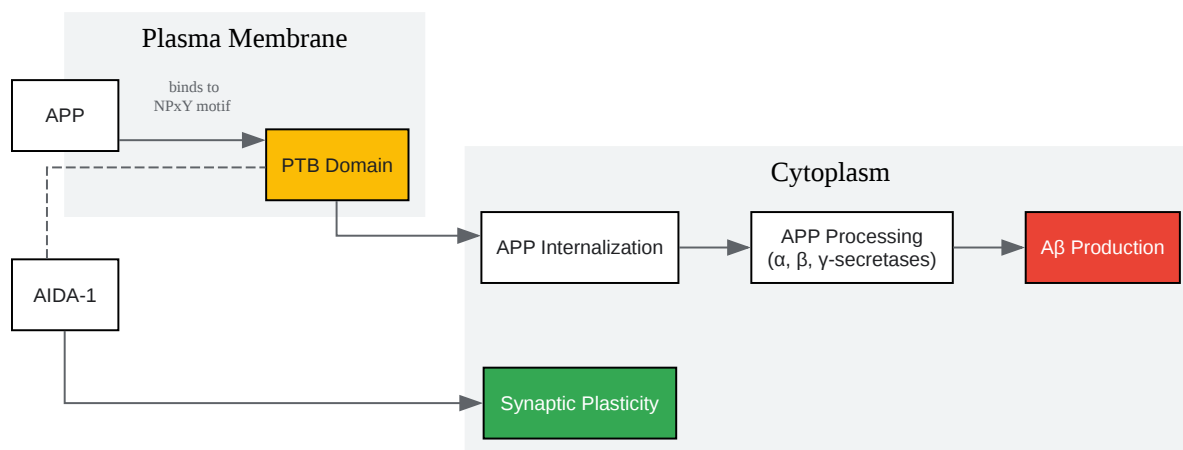 Plasma Membrane
binds to
NPxY motif
APP
PTB Domain
Cytoplasm
APP Internalization
APP Processing
(α, β, γ-secretases)
Aβ Production
AIDA-1
Synaptic Plasticity